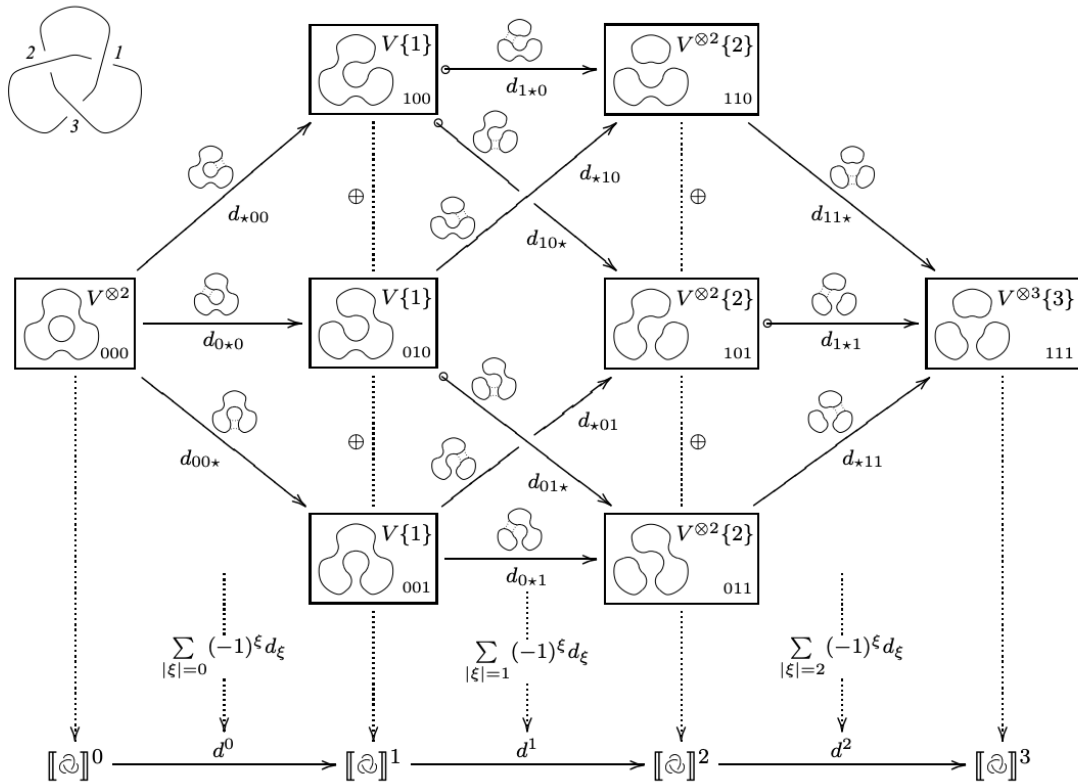 2 1
3
V{1}
100
d_{1⋆0}
V^{⊗2}{2}
110
d_{⋆00}
⊕
d_{⋆10}
d_{10⋆}
⊕
d_{11⋆}
V^{⊗2}
000
d_{0⋆0}
V{1}
010
V^{⊗2}{2}
101
d_{1⋆1}
V^{⊗3}{3}
111
d_{00⋆}
⊕
d_{⋆01}
d_{01⋆}
⊕
d_{⋆11}
V{1}
001
d_{0⋆1}
V^{⊗2}{2}
011
∑_{|ξ|=0} (-1)^ξ d_ξ
∑_{|ξ|=1} (-1)^ξ d_ξ
∑_{|ξ|=2} (-1)^ξ d_ξ
⟦ ⟧^0 d^0 ⟦ ⟧^1 d^1 ⟦ ⟧^2 d^2 ⟦ ⟧^3